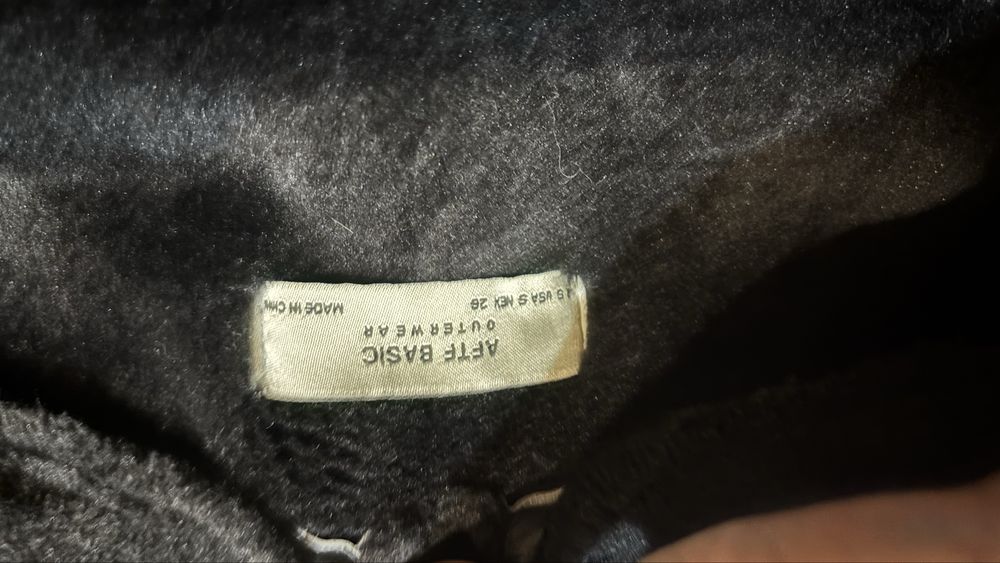 AFTF BASIC
OUTERWEAR
S USA S MEX 26
MADE IN